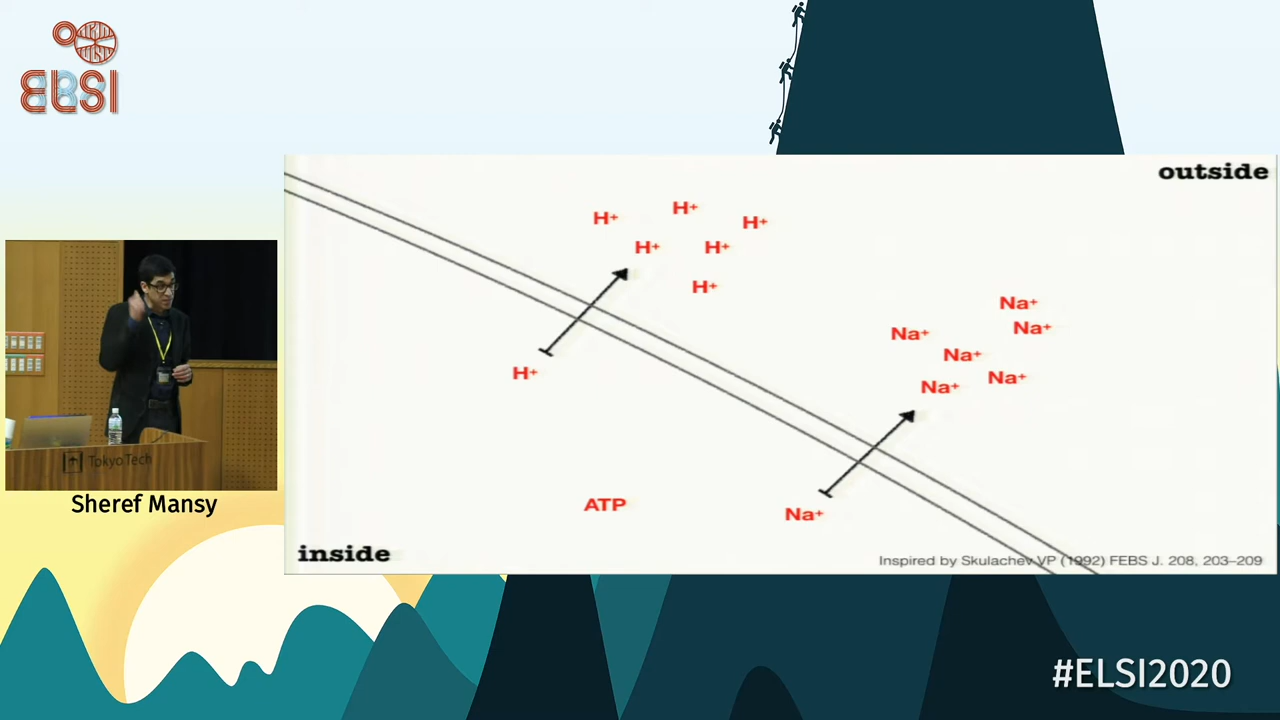 ELSI
outside
H⁺
H⁺
H⁺
H⁺
H⁺
H⁺
H⁺
Na⁺
Na⁺
Na⁺
Na⁺
Na⁺
Na⁺
Na⁺
ATP
inside
Inspired by Skulachev VP (1992) FEBS J. 208, 203–209
Tokyo Tech
Sheref Mansy
#ELSI2020